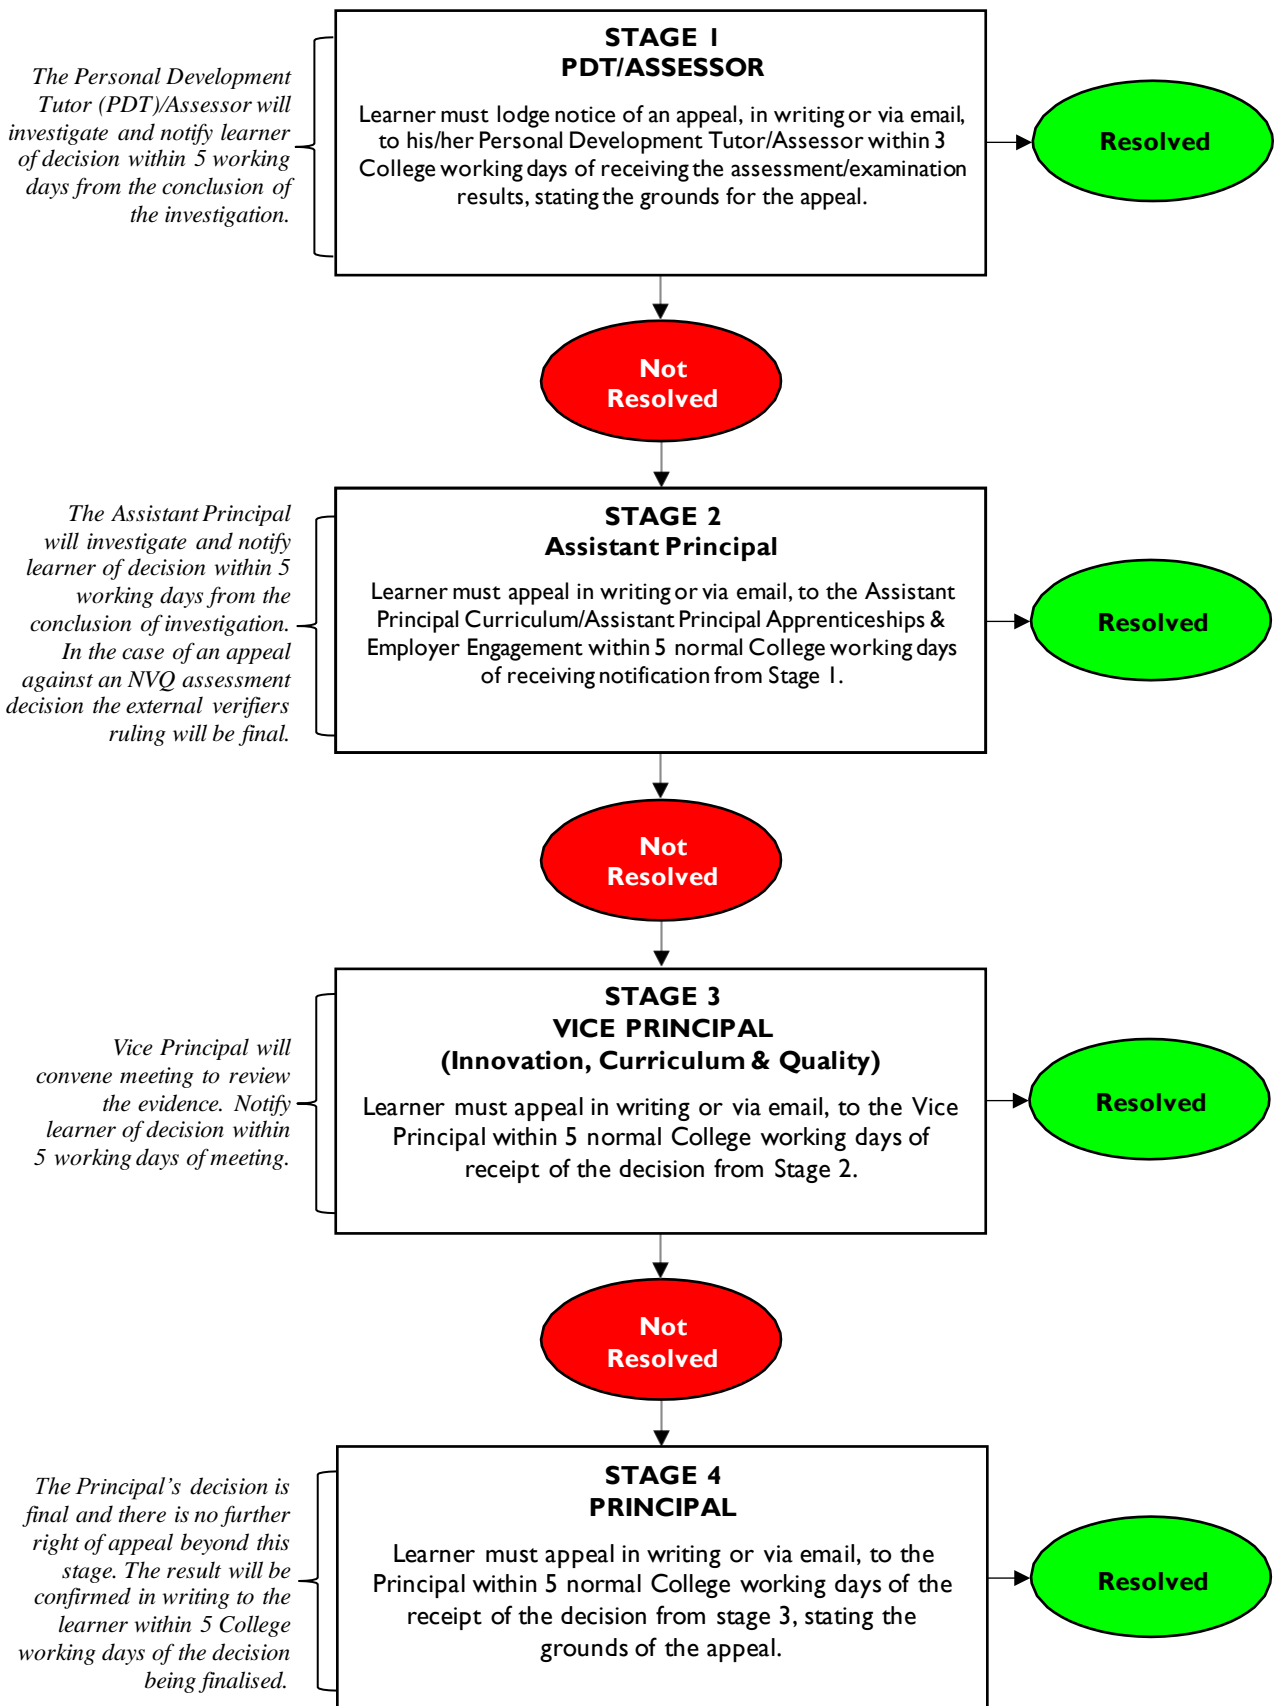 The Personal Development
Tutor (PDT)/Assessor will
investigate and notify learner
of decision within 5 working
days from the conclusion of
the investigation.
STAGE 1
PDT/ASSESSOR
Learner must lodge notice of an appeal, in writing or via email,
to his/her Personal Development Tutor/Assessor within 3
College working days of receiving the assessment/examination
results, stating the grounds for the appeal.
Resolved
Not
Resolved
The Assistant Principal
will investigate and notify
learner of decision within 5
working days from the
conclusion of investigation.
In the case of an appeal
against an NVQ assessment
decision the external verifiers
ruling will be final.
STAGE 2
Assistant Principal
Learner must appeal in writing or via email, to the Assistant
Principal Curriculum/Assistant Principal Apprenticeships &
Employer Engagement within 5 normal College working days
of receiving notification from Stage 1.
Resolved
Not
Resolved
Vice Principal will
convene meeting to review
the evidence. Notify
learner of decision within
5 working days of meeting.
STAGE 3
VICE PRINCIPAL
(Innovation, Curriculum & Quality)
Learner must appeal in writing or via email, to the Vice
Principal within 5 normal College working days of
receipt of the decision from Stage 2.
Resolved
Not
Resolved
The Principal's decision is
final and there is no further
right of appeal beyond this
stage. The result will be
confirmed in writing to the
learner within 5 College
working days of the decision
being finalised.
STAGE 4
PRINCIPAL
Learner must appeal in writing or via email, to the
Principal within 5 normal College working days of the
receipt of the decision from stage 3, stating the
grounds of the appeal.
Resolved